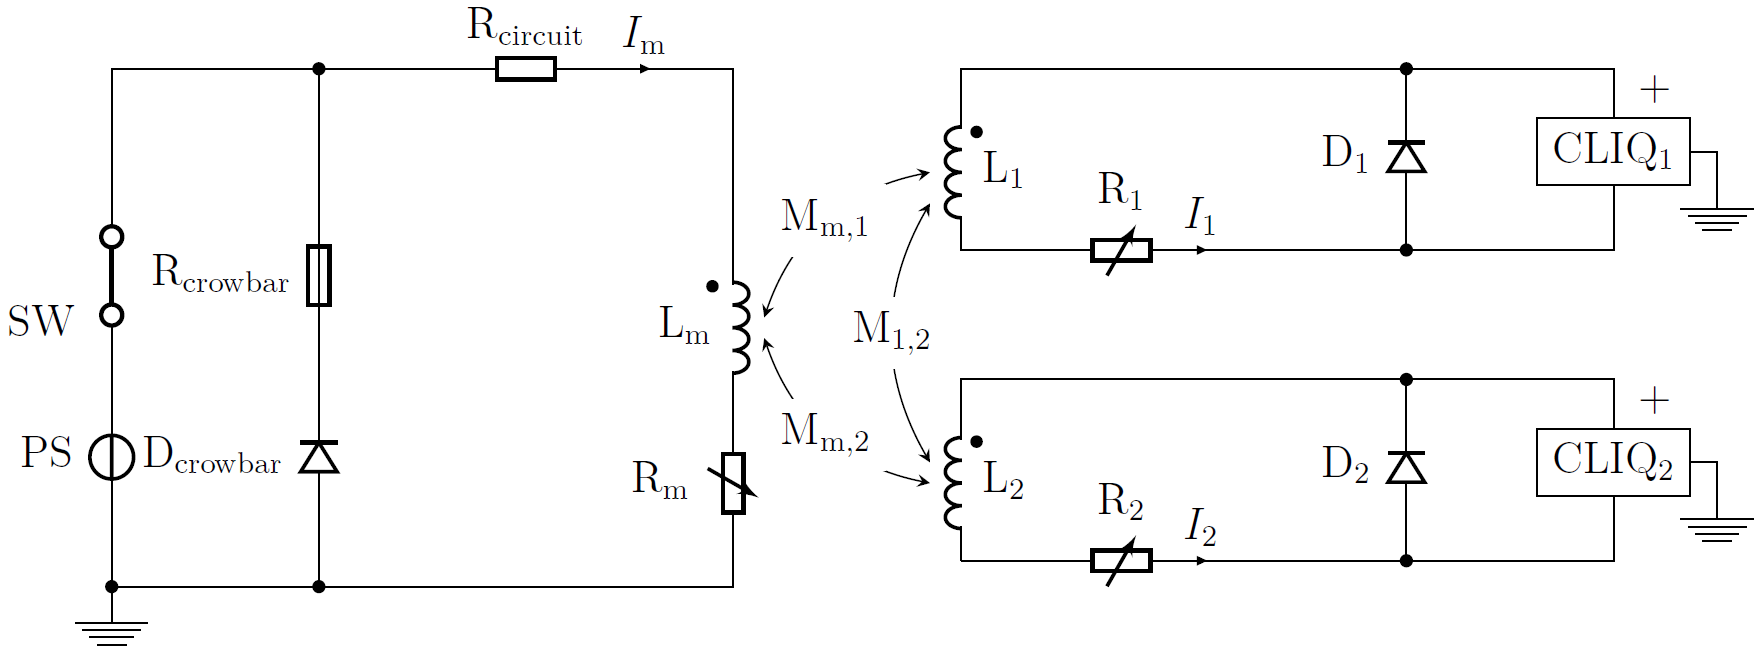 R_circuit
I_m
+
CLIQ_1
D_1
L_1
R_1
I_1
M_m,1
R_crowbar
SW
L_m
M_1,2
+
M_m,2
PS
D_crowbar
R_m
L_2
R_2
I_2
D_2
CLIQ_2